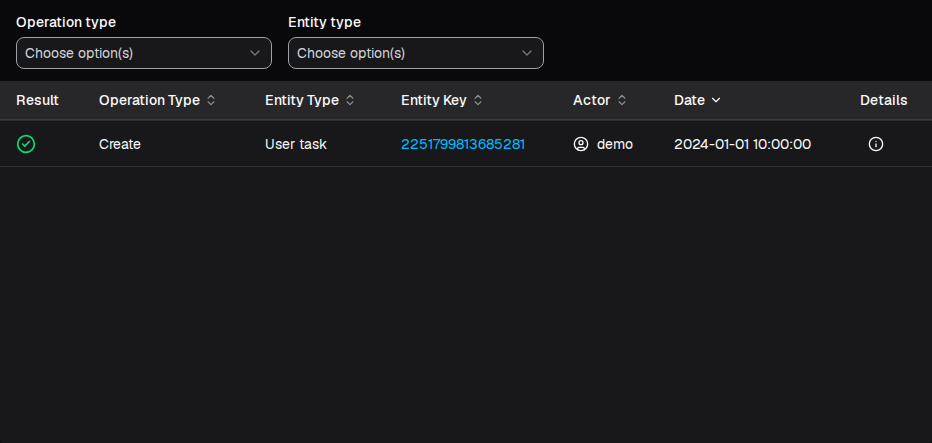 Operation type Entity type
Choose option(s) Choose option(s)
Result Operation Type Entity Type Entity Key Actor Date Details
Create User task 2251799813685281 demo 2024-01-01 10:00:00